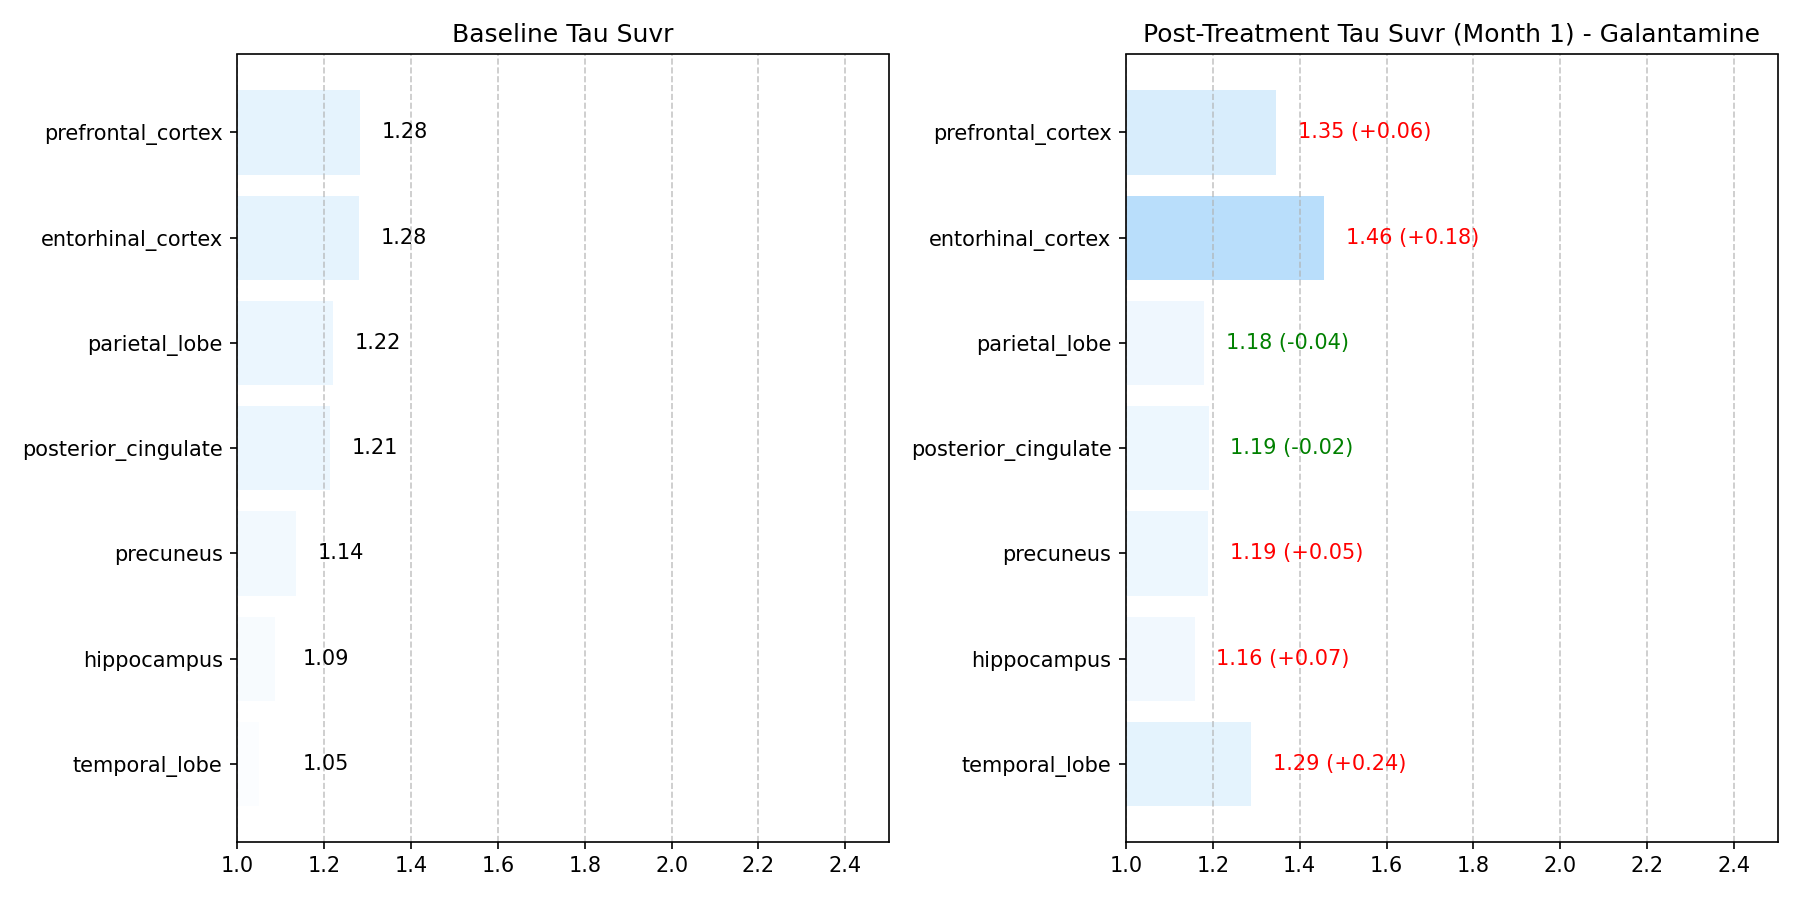 Baseline Tau Suvr
prefrontal_cortex 1.28
entorhinal_cortex 1.28
parietal_lobe 1.22
posterior_cingulate 1.21
precuneus 1.14
hippocampus 1.09
temporal_lobe 1.05
1.0 1.2 1.4 1.6 1.8 2.0 2.2 2.4
Post-Treatment Tau Suvr (Month 1) - Galantamine
prefrontal_cortex 1.35 (+0.06)
entorhinal_cortex 1.46 (+0.18)
parietal_lobe 1.18 (-0.04)
posterior_cingulate 1.19 (-0.02)
precuneus 1.19 (+0.05)
hippocampus 1.16 (+0.07)
temporal_lobe 1.29 (+0.24)
1.0 1.2 1.4 1.6 1.8 2.0 2.2 2.4